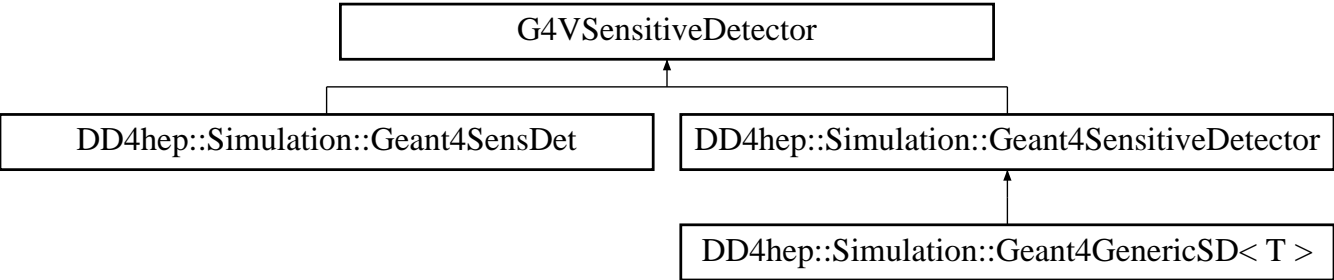 G4VSensitiveDetector
DD4hep::Simulation::Geant4SensDet
DD4hep::Simulation::Geant4SensitiveDetector
DD4hep::Simulation::Geant4GenericSD< T >